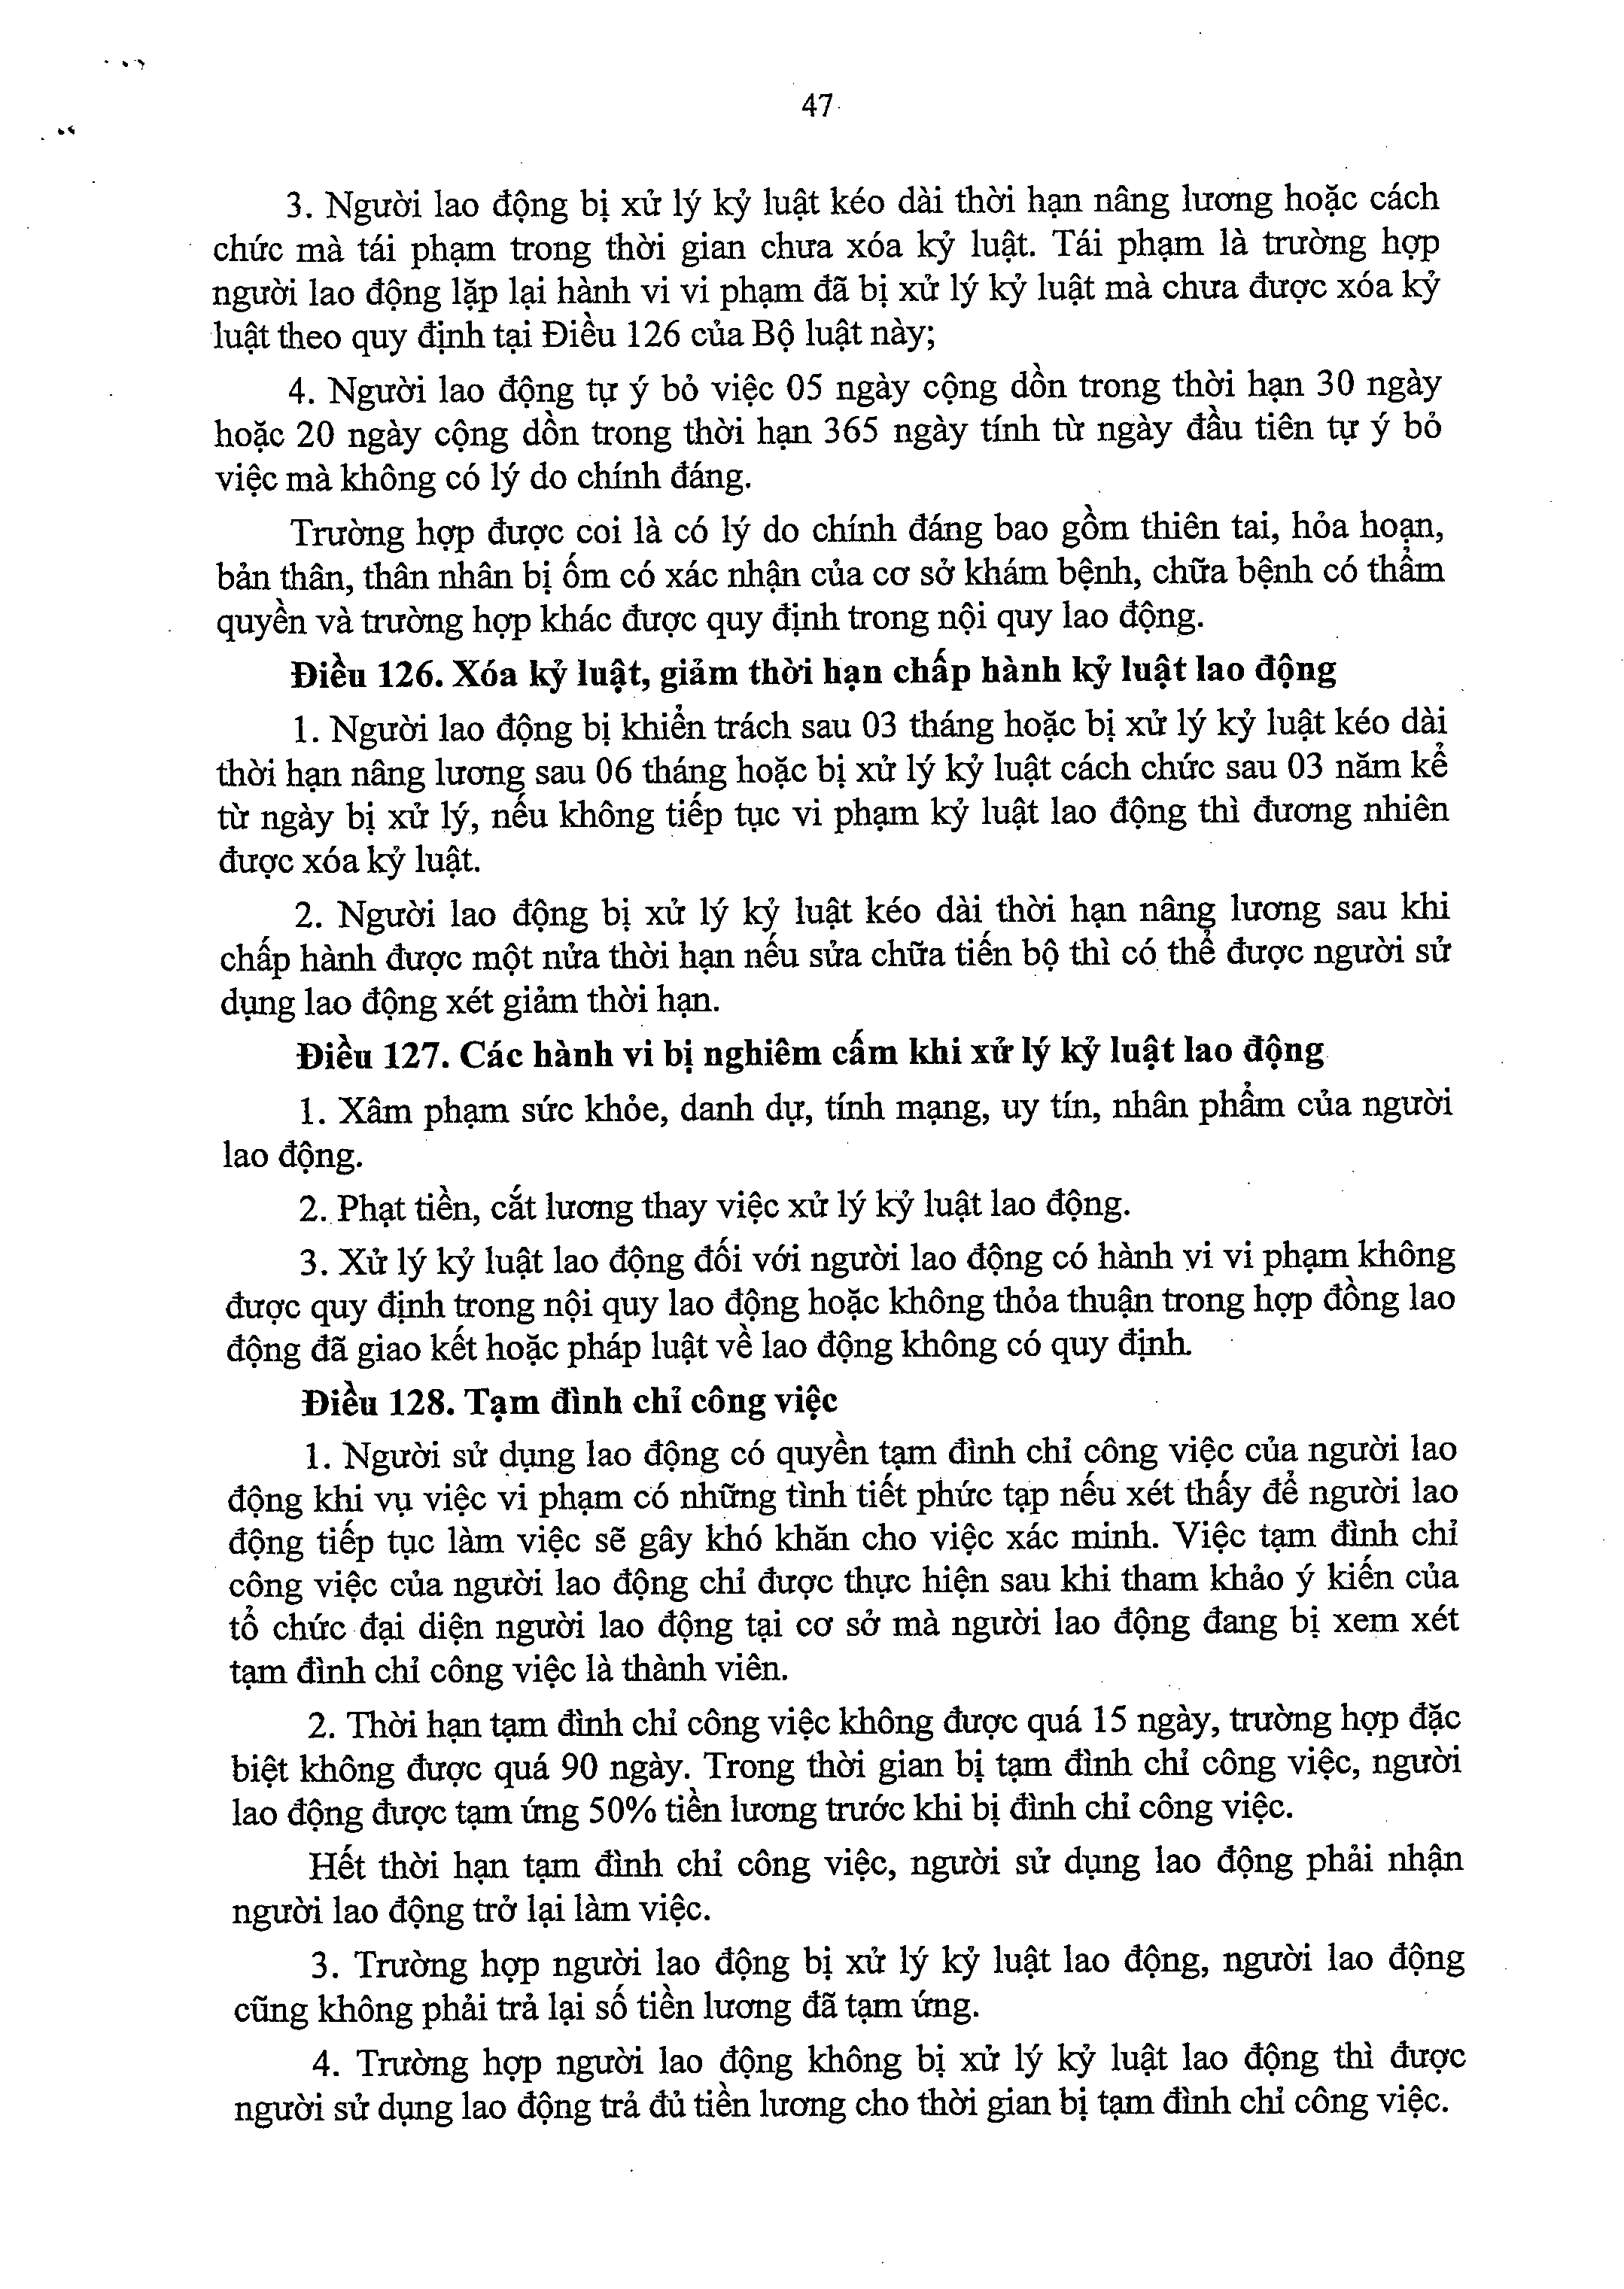 47
3. Người lao động bị xử lý kỷ luật kéo dài thời hạn nâng lương hoặc cách
chức mà tái phạm trong thời gian chưa xóa kỷ luật. Tái phạm là trường hợp
người lao động lặp lại hành vi vi phạm đã bị xử lý kỷ luật mà chưa được xóa kỷ
luật theo quy định tại Điều 126 của Bộ luật này;
4. Người lao động tự ý bỏ việc 05 ngày cộng dồn trong thời hạn 30 ngày
hoặc 20 ngày cộng dồn trong thời hạn 365 ngày tính từ ngày đầu tiên tự ý bỏ
việc mà không có lý do chính đáng.
Trường hợp được coi là có lý do chính đáng bao gồm thiên tai, hỏa hoạn,
bản thân, thân nhân bị ốm có xác nhận của cơ sở khám bệnh, chữa bệnh có thẩm
quyền và trường hợp khác được quy định trong nội quy lao động.
Điều 126. Xóa kỷ luật, giảm thời hạn chấp hành kỷ luật lao động
1. Người lao động bị khiển trách sau 03 tháng hoặc bị xử lý kỷ luật kéo dài
thời hạn nâng lương sau 06 tháng hoặc bị xử lý kỷ luật cách chức sau 03 năm kể
từ ngày bị xử lý, nếu không tiếp tục vi phạm kỷ luật lao động thì đương nhiên
được xóa kỷ luật.
2. Người lao động bị xử lý kỷ luật kéo dài thời hạn nâng lương sau khi
chấp hành được một nửa thời hạn nếu sửa chữa tiến bộ thì có thể được người sử
dụng lao động xét giảm thời hạn.
Điều 127. Các hành vi bị nghiêm cấm khi xử lý kỷ luật lao động
1. Xâm phạm sức khỏe, danh dự, tính mạng, uy tín, nhân phẩm của người
lao động.
2. Phạt tiền, cắt lương thay việc xử lý kỷ luật lao động.
3. Xử lý kỷ luật lao động đối với người lao động có hành vi vi phạm không
được quy định trong nội quy lao động hoặc không thỏa thuận trong hợp đồng lao
động đã giao kết hoặc pháp luật về lao động không có quy định.
Điều 128. Tạm đình chỉ công việc
1. Người sử dụng lao động có quyền tạm đình chỉ công việc của người lao
động khi vụ việc vi phạm có những tình tiết phức tạp nếu xét thấy để người lao
động tiếp tục làm việc sẽ gây khó khăn cho việc xác minh. Việc tạm đình chỉ
công việc của người lao động chỉ được thực hiện sau khi tham khảo ý kiến của
tổ chức đại diện người lao động tại cơ sở mà người lao động đang bị xem xét
tạm đình chỉ công việc là thành viên.
2. Thời hạn tạm đình chỉ công việc không được quá 15 ngày, trường hợp đặc
biệt không được quá 90 ngày. Trong thời gian bị tạm đình chỉ công việc, người
lao động được tạm ứng 50% tiền lương trước khi bị đình chỉ công việc.
Hết thời hạn tạm đình chỉ công việc, người sử dụng lao động phải nhận
người lao động trở lại làm việc.
3. Trường hợp người lao động bị xử lý kỷ luật lao động, người lao động
cũng không phải trả lại số tiền lương đã tạm ứng.
4. Trường hợp người lao động không bị xử lý kỷ luật lao động thì được
người sử dụng lao động trả đủ tiền lương cho thời gian bị tạm đình chỉ công việc.